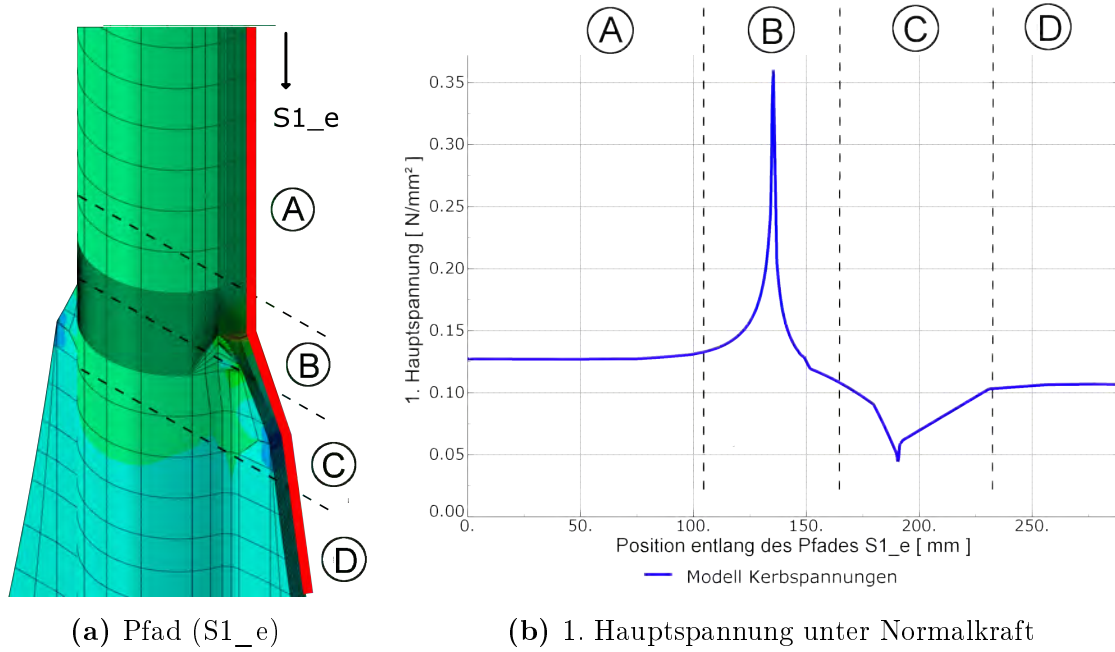 S1_e
A
B
C
D
A
B
C
D
1. Hauptspannung [ N/mm² ]
0.35
0.30
0.25
0.20
0.15
0.10
0.05
0.00
0. 50. 100. 150. 200. 250.
Position entlang des Pfades S1_e [ mm ]
Modell Kerbspannungen
(a) Pfad (S1_e)
(b) 1. Hauptspannung unter Normalkraft